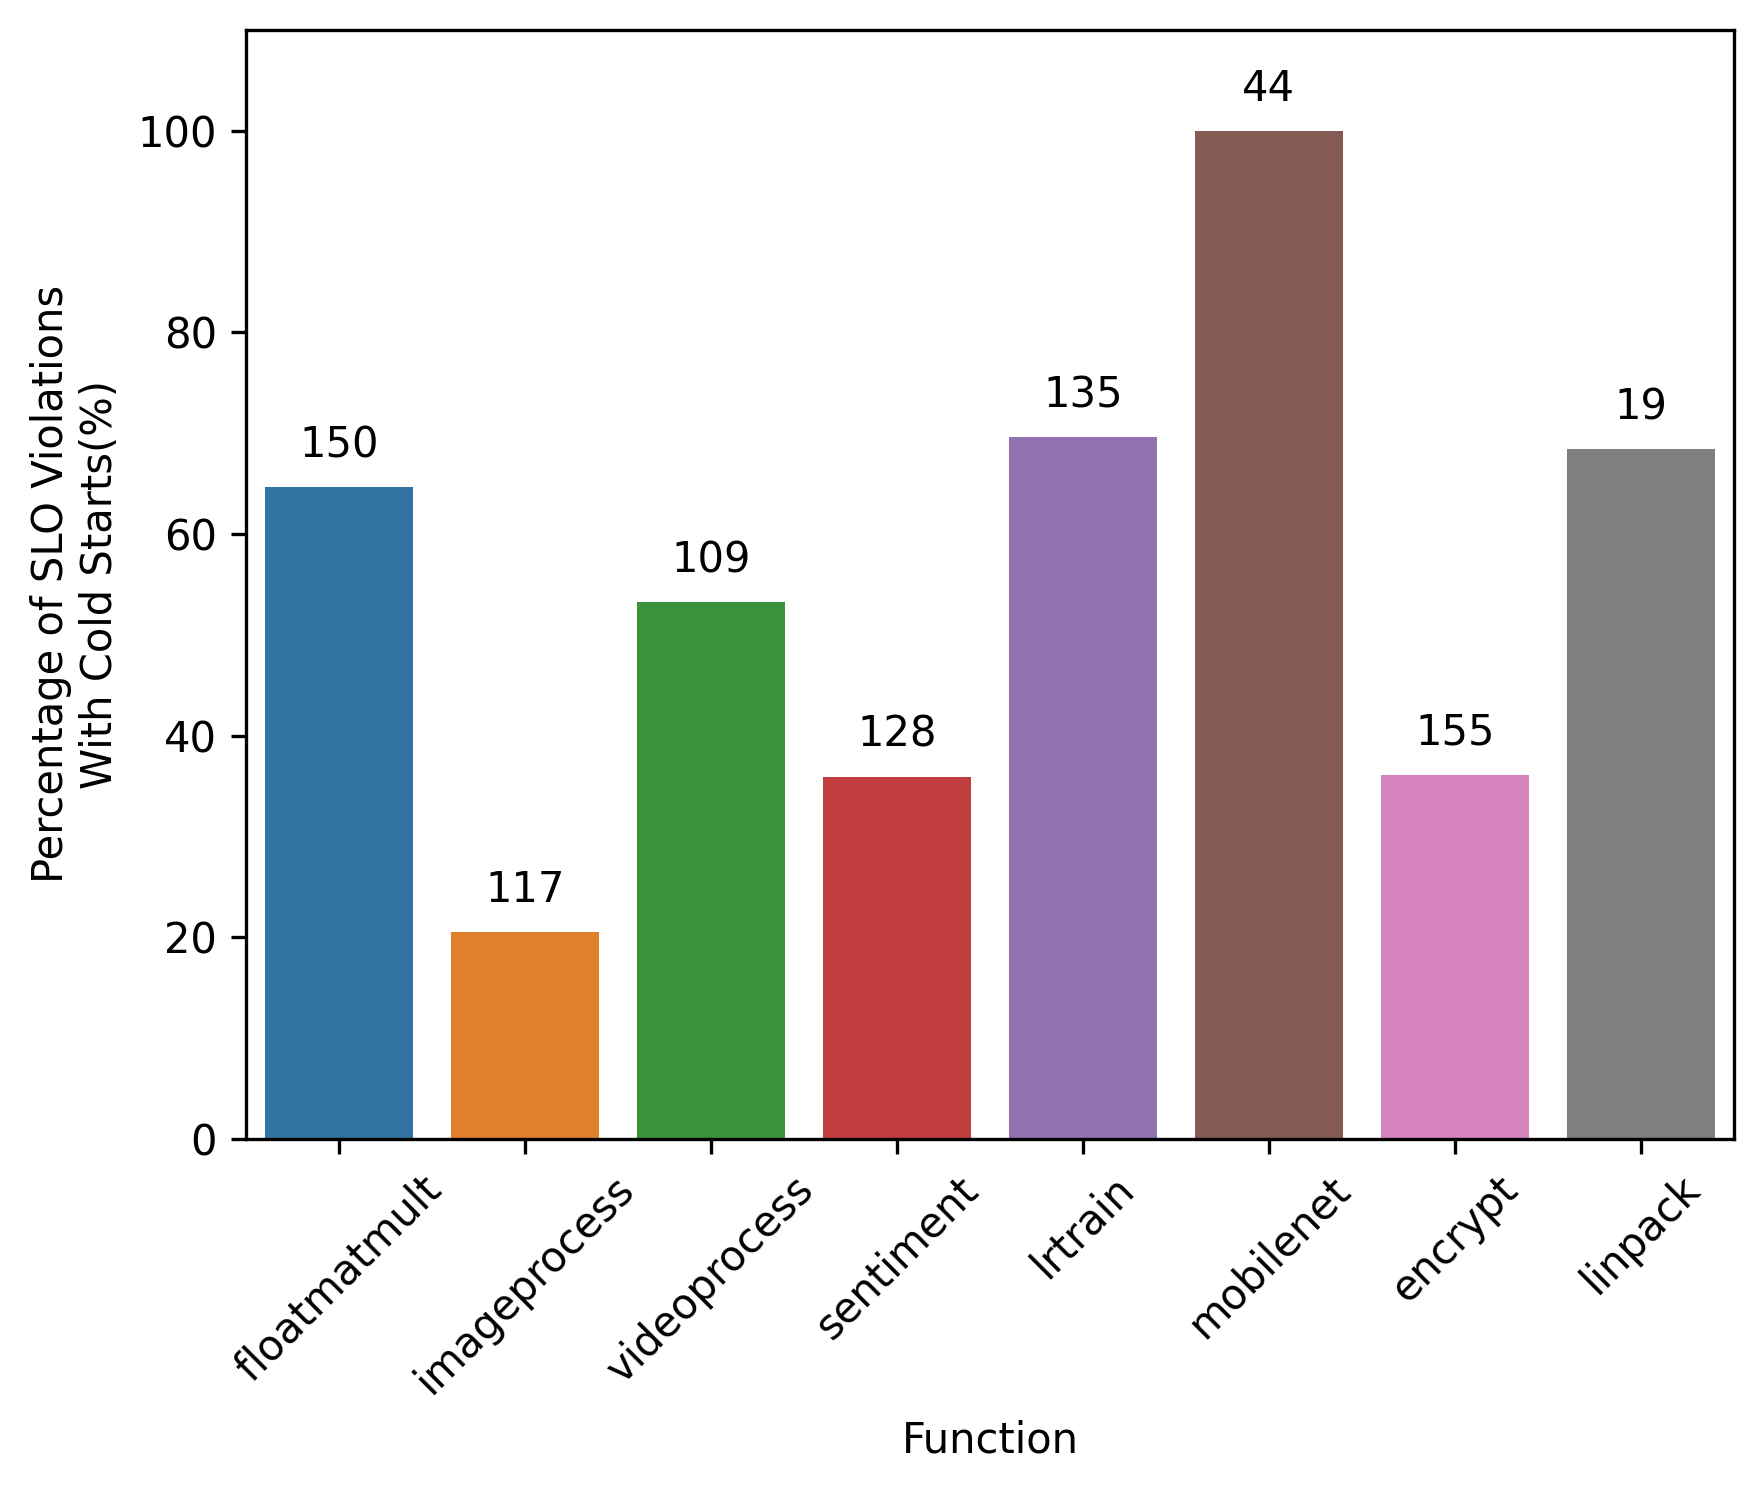 Percentage of SLO Violations
With Cold Starts(%)
100
80
60
40
20
0
150
117
109
128
135
44
155
19
floatmatmult
imageprocess
videoprocess
sentiment
lrtrain
mobilenet
encrypt
linpack
Function